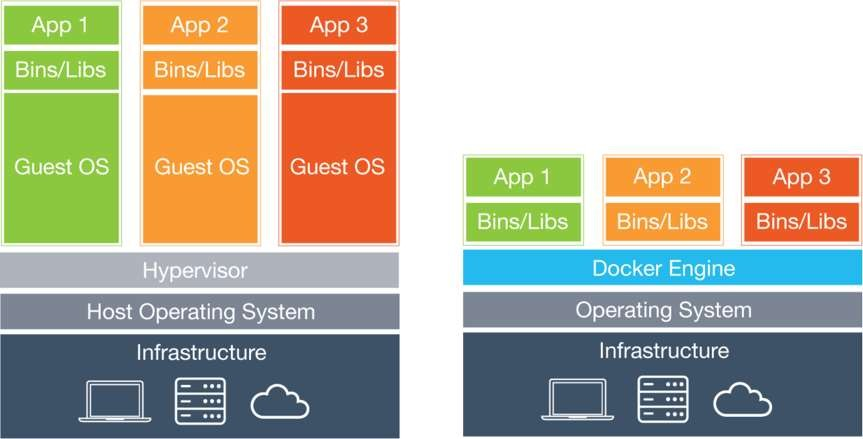 App 1
App 2
App 3
Bins/Libs
Bins/Libs
Bins/Libs
Guest OS
Guest OS
Guest OS
Hypervisor
Host Operating System
Infrastructure
App 1
App 2
App 3
Bins/Libs
Bins/Libs
Bins/Libs
Docker Engine
Operating System
Infrastructure